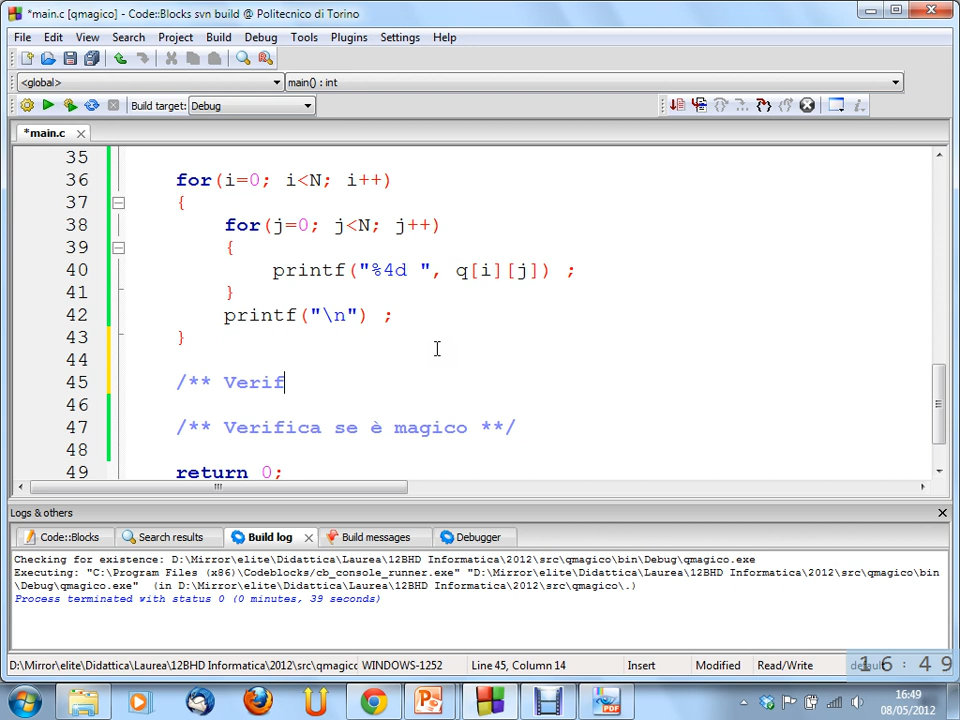 *main.c [qmagico] - Code::Blocks svn build @ Politecnico di Torino
File Edit View Search Project Build Debug Tools Plugins Settings Help
<global> main() : int
Build target: Debug
*main.c
35
36 for(i=0; i<N; i++)
37 {
38 for(j=0; j<N; j++)
39 {
40 printf("%4d ", q[i][j]) ;
41 }
42 printf("\n") ;
43 }
44
45 /** Verif
46
47 /** Verifica se è magico **/
48
49 return 0;
Logs & others
Code::Blocks Search results Build log Build messages Debugger
Checking for existence: D:\Mirror\elite\Didattica\Laurea\12BHD Informatica\2012\src\qmagico\bin\Debug\qmagico.exe
Executing: "C:\Program Files (x86)\Codeblocks/cb_console_runner.exe" "D:\Mirror\elite\Didattica\Laurea\12BHD Informatica\2012\src\qmagico\bin
\Debug\qmagico.exe" (in D:\Mirror\elite\Didattica\Laurea\12BHD Informatica\2012\src\qmagico\.)
Process terminated with status 0 (0 minutes, 39 seconds)
D:\Mirror\elite\Didattica\Laurea\12BHD Informatica\2012\src\qmagico WINDOWS-1252 Line 45, Column 14 Insert Modified Read/Write default
16:49
16:49
08/05/2012